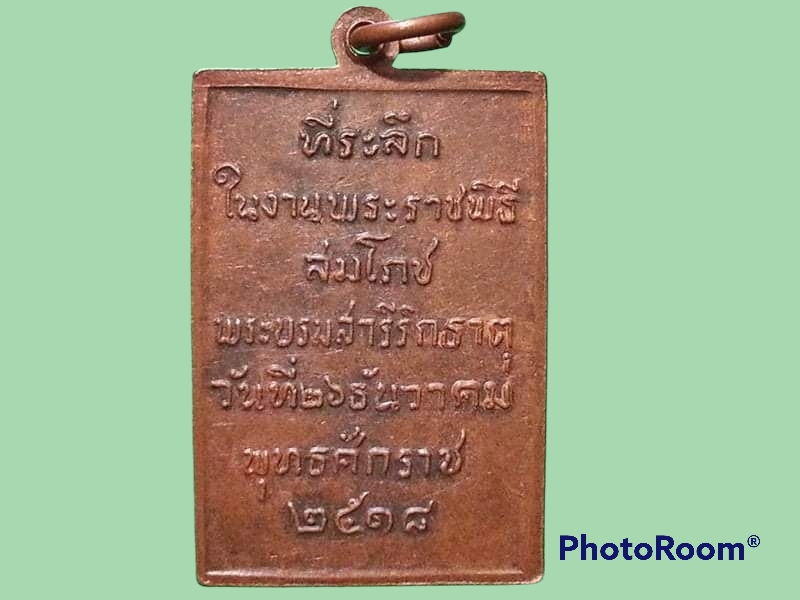 ที่ระลึก
ในงานพระราชพิธี
สมโภช
พระบรมสารีริกธาตุ
วันที่๒๖ธันวาคม
พุทธศักราช
๒๕๑๘
PhotoRoom®